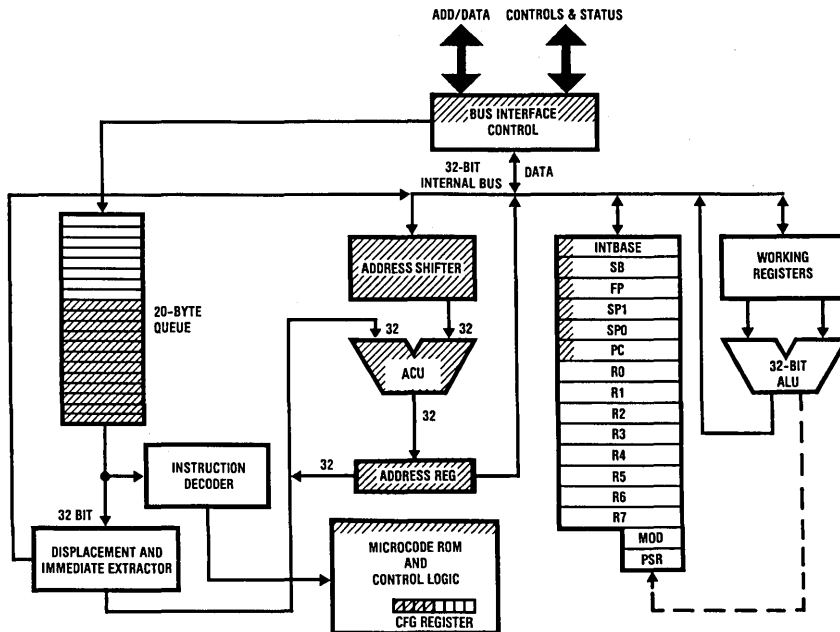 ADD/DATA
CONTROLS & STATUS
BUS INTERFACE
CONTROL
32-BIT
INTERNAL BUS
DATA
20-BYTE
QUEUE
ADDRESS SHIFTER
32
32
ACU
32
32
ADDRESS REG
INTBASE
SB
FP
SP1
SP0
PC
R0
R1
R2
R3
R4
R5
R6
R7
MOD
PSR
WORKING
REGISTERS
32-BIT
ALU
INSTRUCTION
DECODER
32 BIT
DISPLACEMENT AND
IMMEDIATE EXTRACTOR
MICROCODE ROM
AND
CONTROL LOGIC
CFG REGISTER